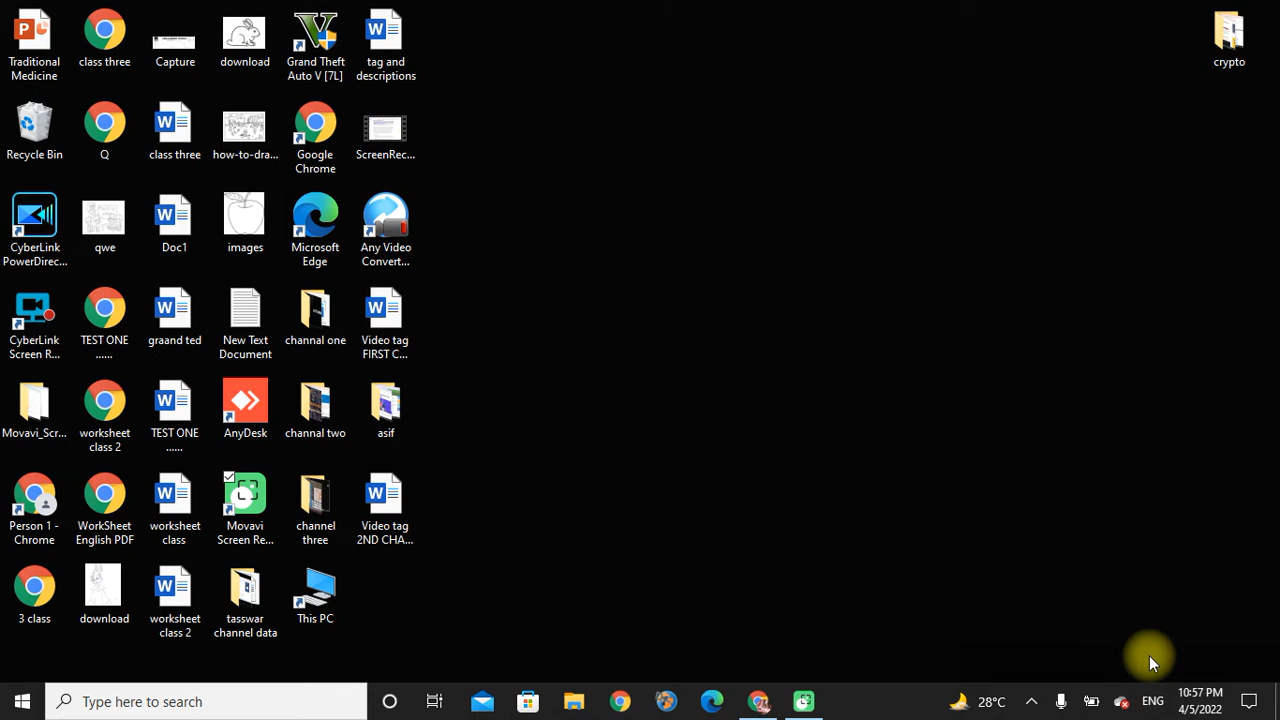 Traditional
Medicine
class three
Capture
download
Grand Theft
Auto V [7L]
tag and
descriptions
crypto
Recycle Bin
Q
class three
how-to-dra...
Google
Chrome
ScreenRec...
CyberLink
PowerDirec...
qwe
Doc1
images
Microsoft
Edge
Any Video
Convert...
CyberLink
Screen R...
TEST ONE
......
graand ted
New Text
Document
channal one
Video tag
FIRST C...
Movavi_Scr...
worksheet
class 2
TEST ONE
......
AnyDesk
channal two
asif
Person 1 -
Chrome
WorkSheet
English PDF
worksheet
class
Movavi
Screen Re...
channel
three
Video tag
2ND CHA...
3 class
download
worksheet
class 2
tasswar
channel data
This PC
Type here to search
28°C
ENG
10:57 PM
4/5/2022